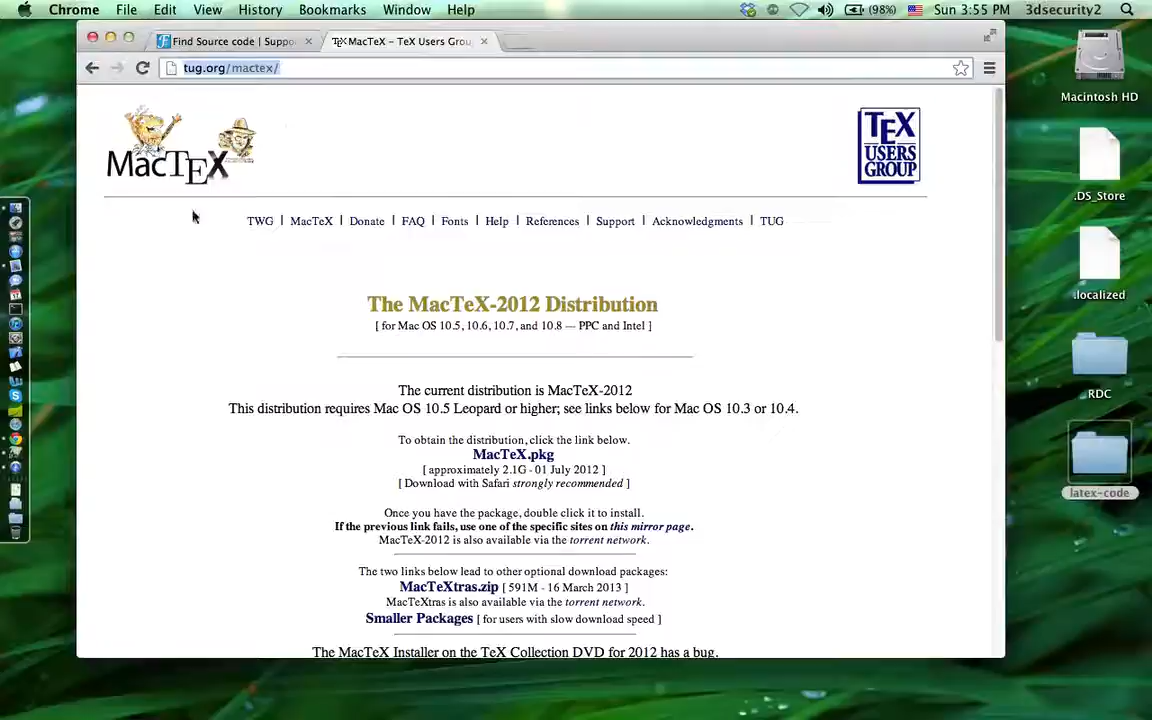 Chrome File Edit View History Bookmarks Window Help (98%) Sun 3:55 PM 3dsecurity2
Find Source code | Suppo × MacTeX - TeX Users Grou ×
tug.org/mactex/
Macintosh HD
MacTEX
TEX
USERS
GROUP
.DS_Store
TWG | MacTeX | Donate | FAQ | Fonts | Help | References | Support | Acknowledgments | TUG
.localized
The MacTeX-2012 Distribution
[ for Mac OS 10.5, 10.6, 10.7, and 10.8 — PPC and Intel ]
The current distribution is MacTeX-2012
RDC
This distribution requires Mac OS 10.5 Leopard or higher; see links below for Mac OS 10.3 or 10.4.
To obtain the distribution, click the link below.
MacTeX.pkg
[ approximately 2.1G - 01 July 2012 ]
[ Download with Safari strongly recommended ]
latex-code
Once you have the package, double click it to install.
If the previous link fails, use one of the specific sites on this mirror page.
MacTeX-2012 is also available via the torrent network.
The two links below lead to other optional download packages:
MacTeXtras.zip [ 591M - 16 March 2013 ]
MacTeXtras is also available via the torrent network.
Smaller Packages [ for users with slow download speed ]
The MacTeX Installer on the TeX Collection DVD for 2012 has a bug.